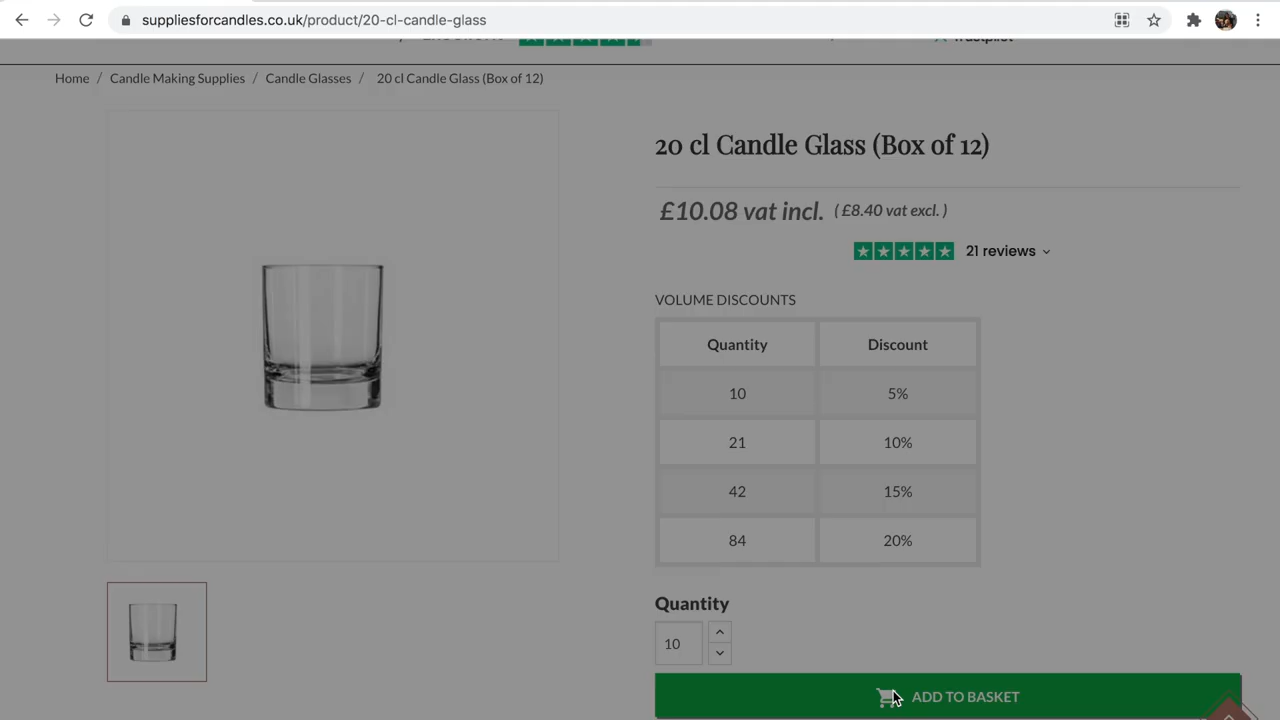 suppliesforcandles.co.uk/product/20-cl-candle-glass
Trustpilot
Home / Candle Making Supplies / Candle Glasses / 20 cl Candle Glass (Box of 12)
20 cl Candle Glass (Box of 12)
£10.08 vat incl. ( £8.40 vat excl. )
21 reviews
VOLUME DISCOUNTS
Quantity Discount
10 5%
21 10%
42 15%
84 20%
Quantity
10
ADD TO BASKET